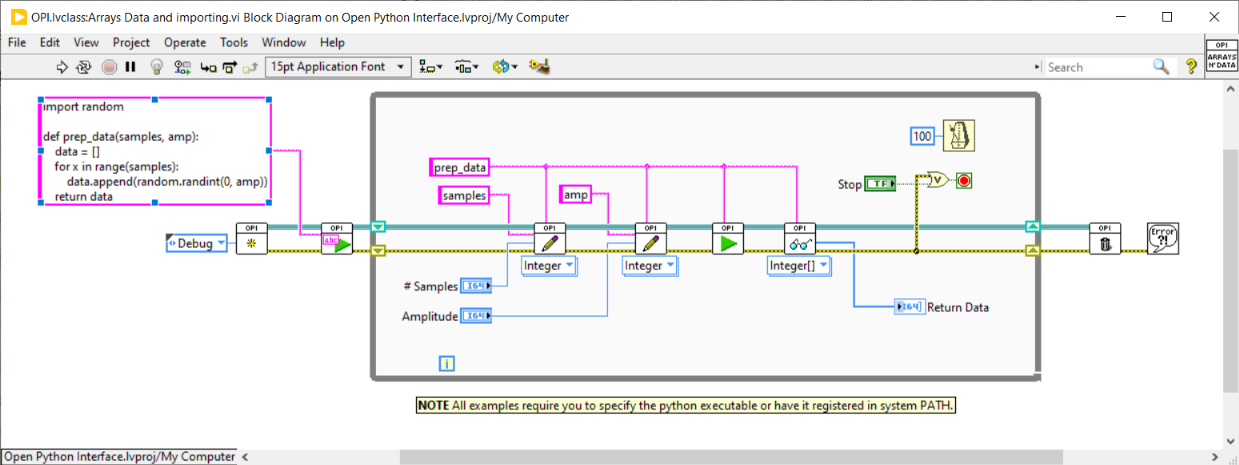 OPI.lvclass:Arrays Data and importing.vi Block Diagram on Open Python Interface.lvproj/My Computer
File Edit View Project Operate Tools Window Help
15pt Application Font
Search
?
OPI
ARRAYS
N'DATA
import random
def prep_data(samples, amp):
data = []
for x in range(samples):
data.append(random.randint(0, amp))
return data
100
prep_data
Stop
TF
V
samples
amp
OPI
OPI
abc
OPI
OPI
OPI
OPI
OPI
Error
?!
Debug
Integer
Integer
Integer[]
# Samples
I64
Amplitude
I64
I64
Return Data
i
NOTE All examples require you to specify the python executable or have it registered in system PATH.
Open Python Interface.lvproj/My Computer